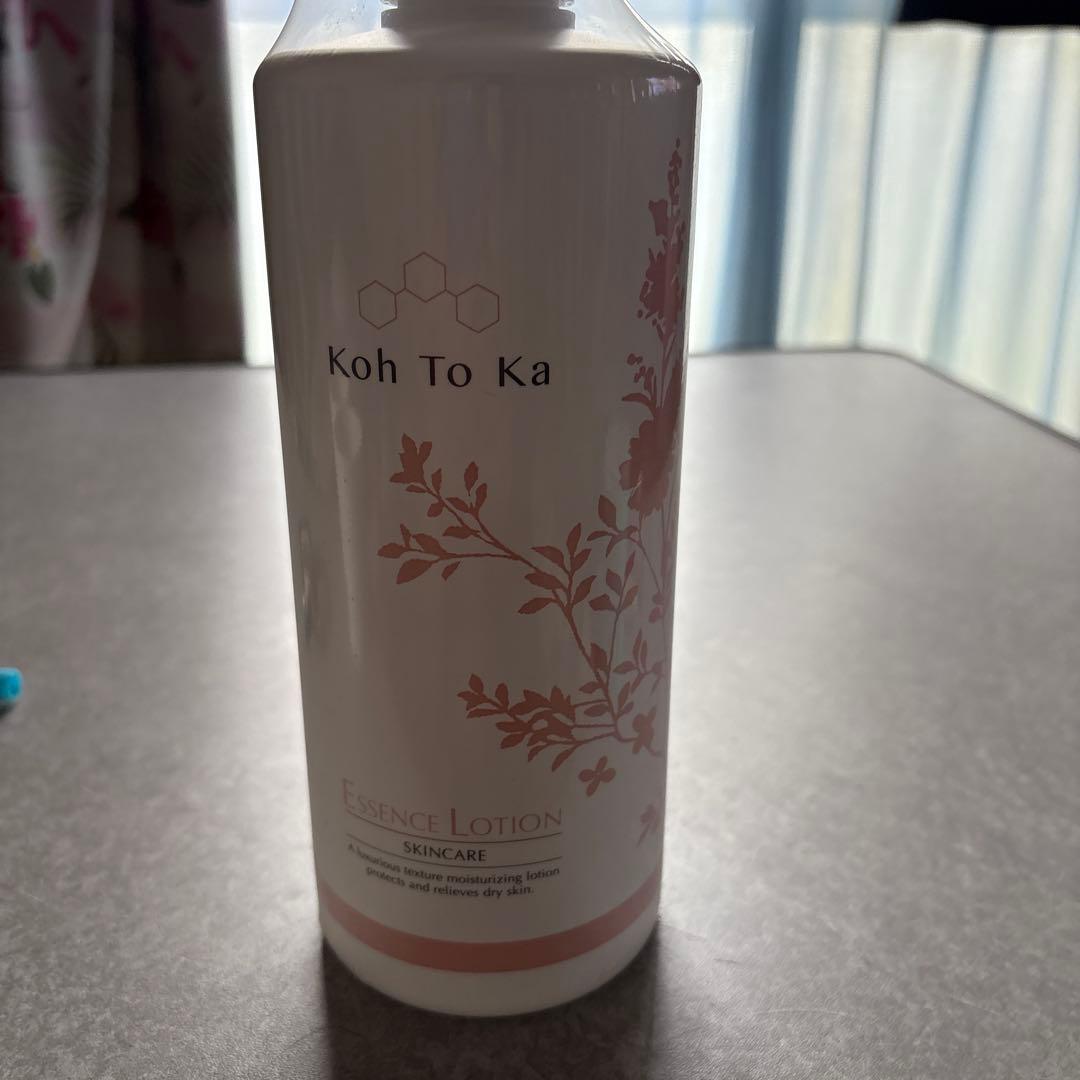 Koh To Ka
ESSENCE LOTION
SKINCARE
A luxurious texture moisturizing lotion
protects and relieves dry skin.